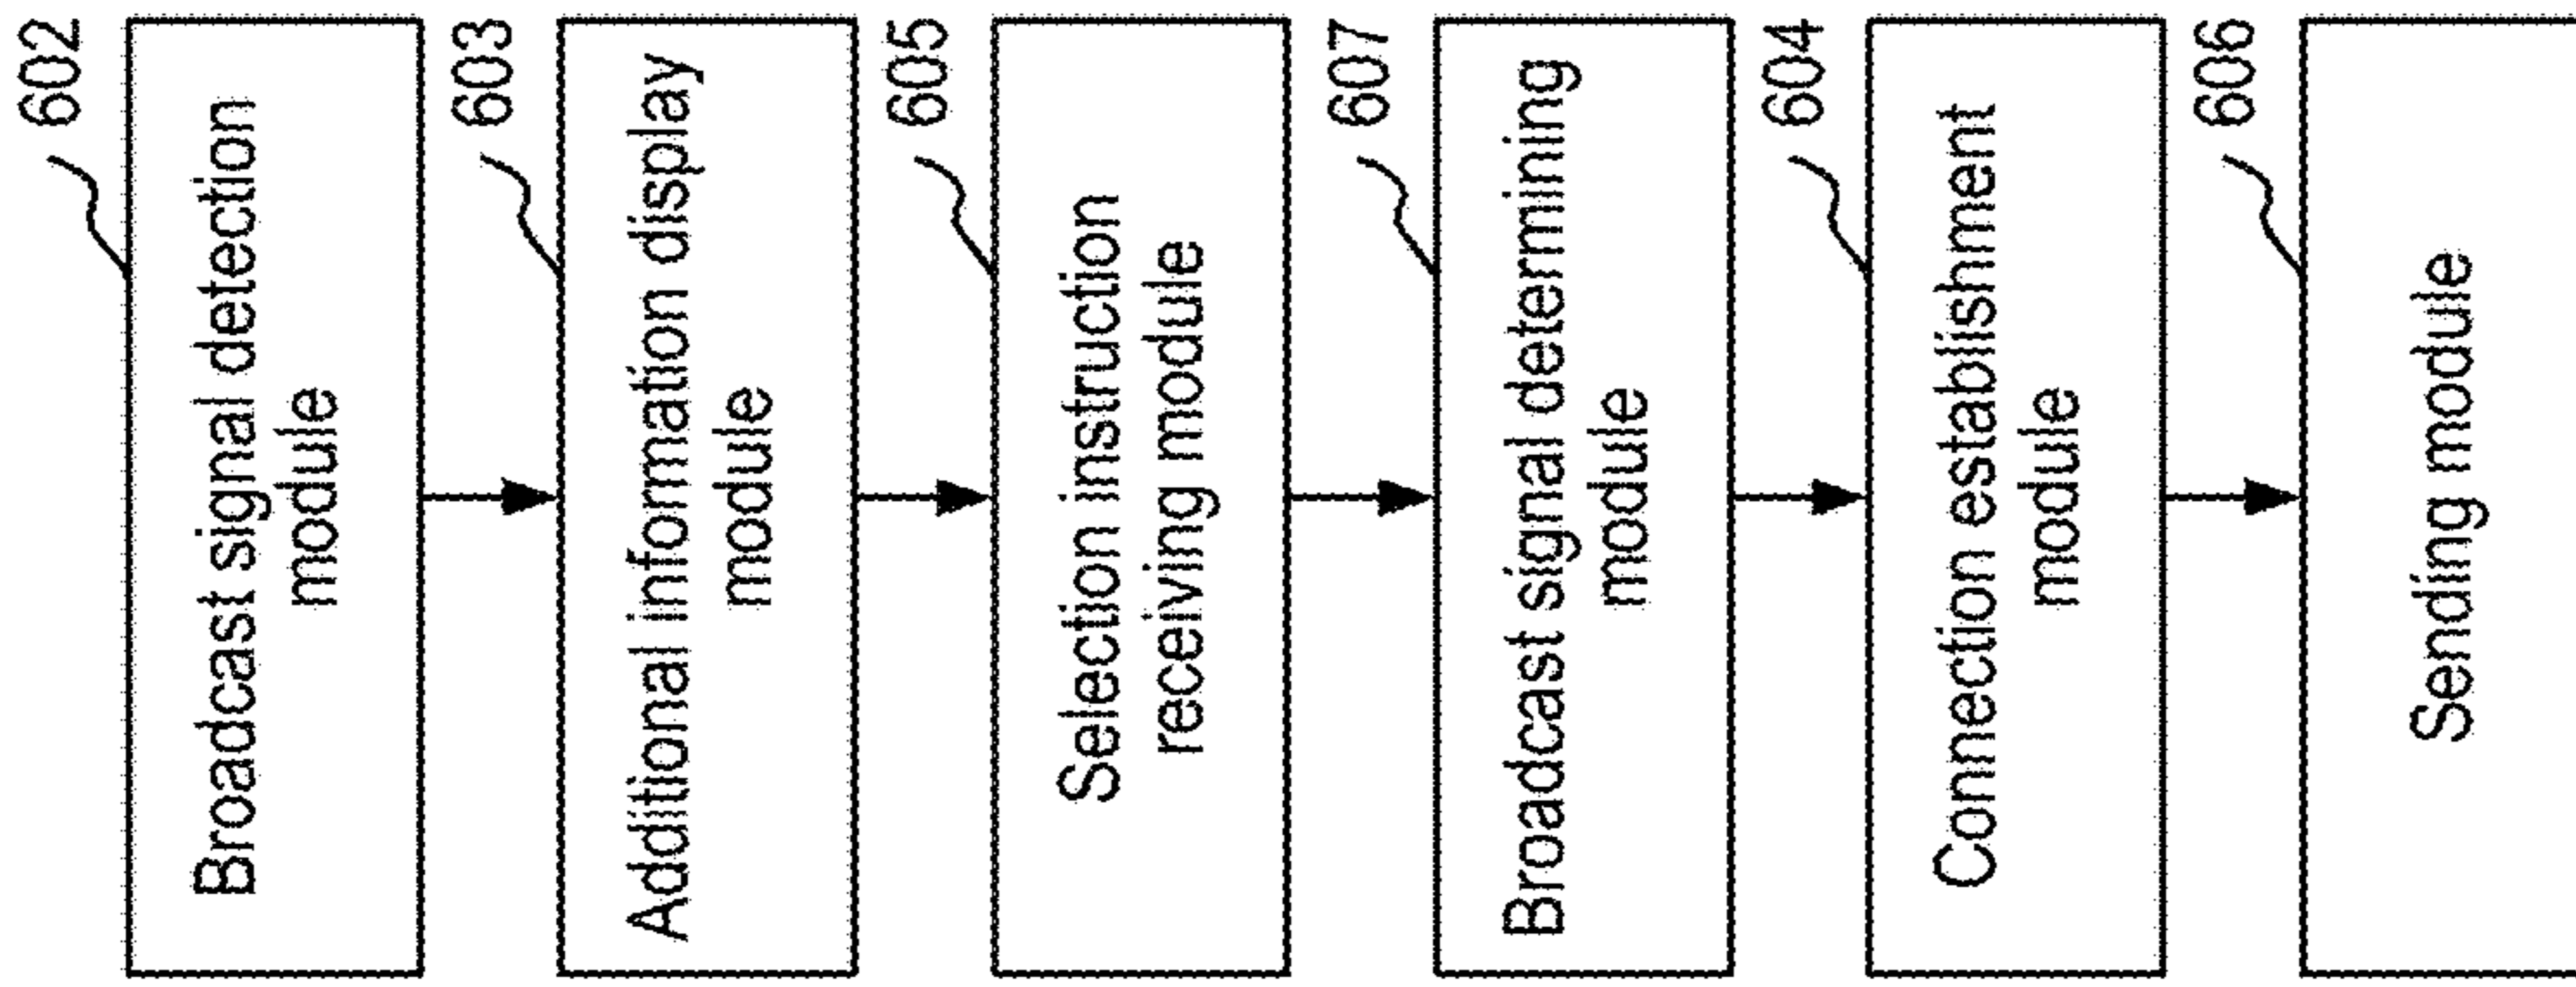 602
Broadcast signal detection
module
603
Additional information display
module
605
Selection instruction
receiving module
607
Broadcast signal determining
module
604
Connection establishment
module
606
Sending module